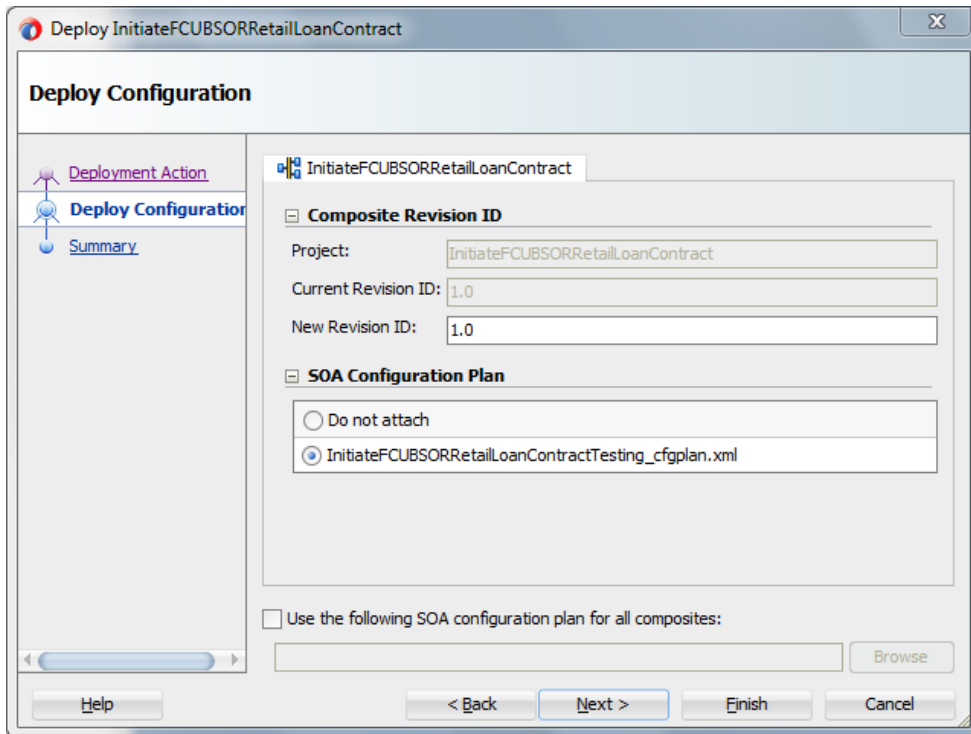 Deploy InitiateFCUBSORRetailLoanContract
Deploy Configuration
Deployment Action
Deploy Configuration
Summary
InitiateFCUBSORRetailLoanContract
Composite Revision ID
Project: InitiateFCUBSORRetailLoanContract
Current Revision ID: 1.0
New Revision ID: 1.0
SOA Configuration Plan
Do not attach
InitiateFCUBSORRetailLoanContractTesting_cfgplan.xml
Use the following SOA configuration plan for all composites:
Browse
Help < Back Next > Finish Cancel